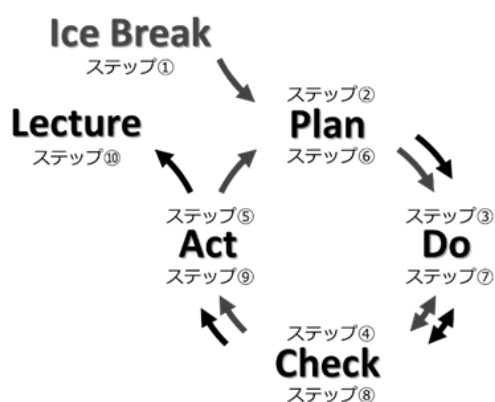 Ice Break
ステップ①
ステップ②
Plan
ステップ⑥
Lecture
ステップ⑩
ステップ③
Do
ステップ⑦
ステップ⑤
Act
ステップ⑨
ステップ④
Check
ステップ⑧